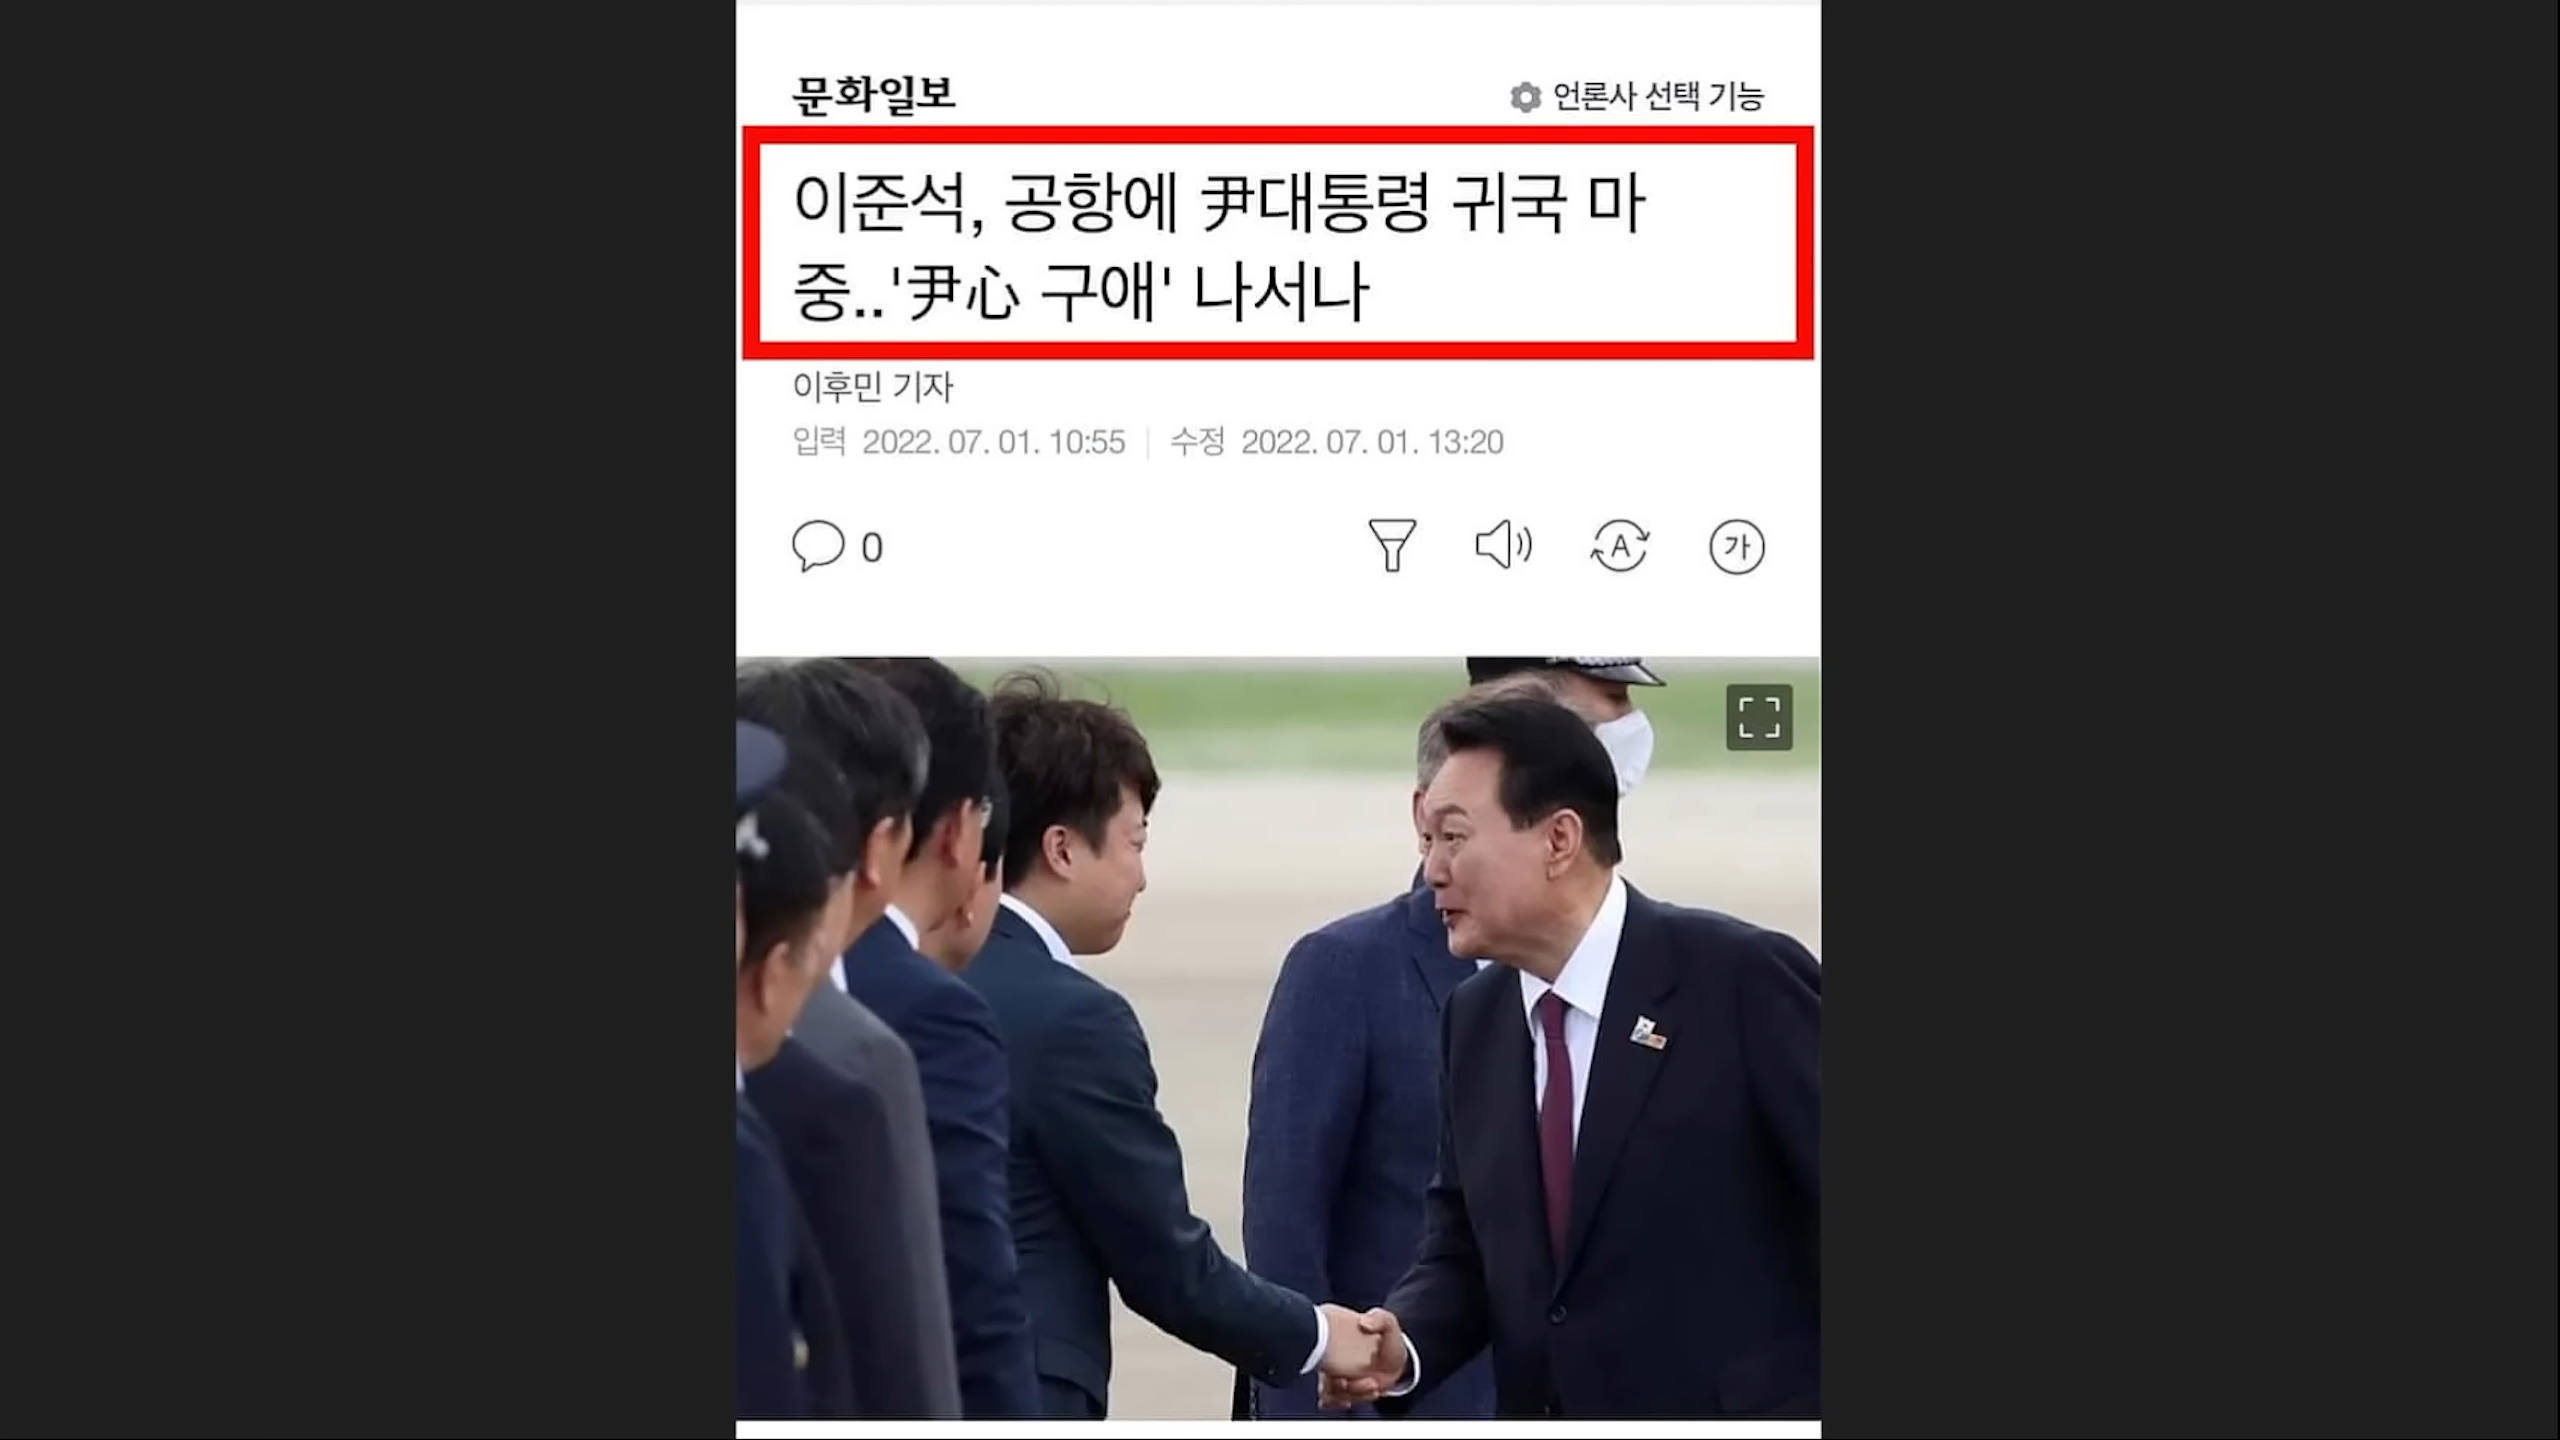 문화일보
언론사 선택 기능
이준석, 공항에 尹대통령 귀국 마
중..'尹心 구애' 나서나
이후민 기자
입력 2022. 07. 01. 10:55 | 수정 2022. 07. 01. 13:20
0
A
가